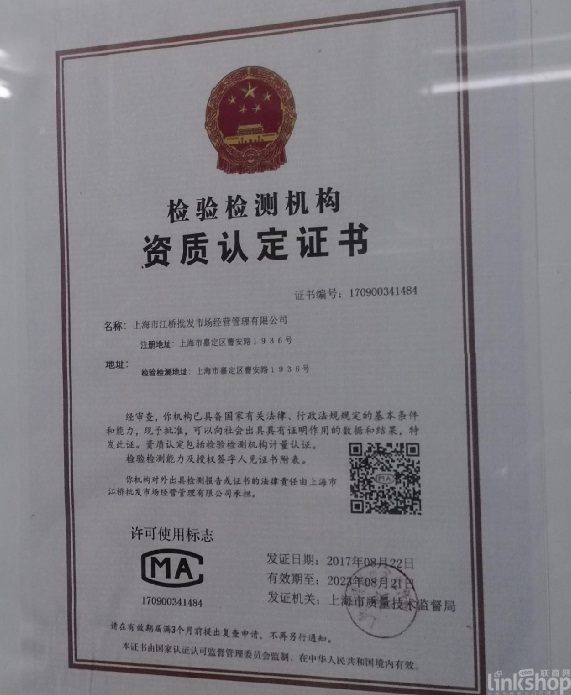 检验检测机构
资质认定证书
证书编号：170900341484
名称：上海市江桥批发市场经营管理有限公司
注册地址：上海市嘉定区曹安路1936号
地址：
检验检测地址：上海市嘉定区曹安路1936号
经审查，你机构已具备国家有关法律、行政法规规定的基本条件
和能力，现予批准，可以向社会出具具有证明作用的数据和结果，特
发此证。资质认定包括检验检测机构计量认证。
检验检测能力及授权签字人见证书附表。
你机构对外出具检测报告或证书的法律责任由上海市
江桥批发市场经营管理有限公司承担。
许可使用标志
MA
170900341484
发证日期：2017年08月22日
有效期至：2023年08月21日
发证机关：上海市质量技术监督局
请在有效期届满3个月前提出复查申请，不再另行通知。
本证书由国家认证认可监督管理委员会监制，在中华人民共和国境内有效。
联商网
linkshop